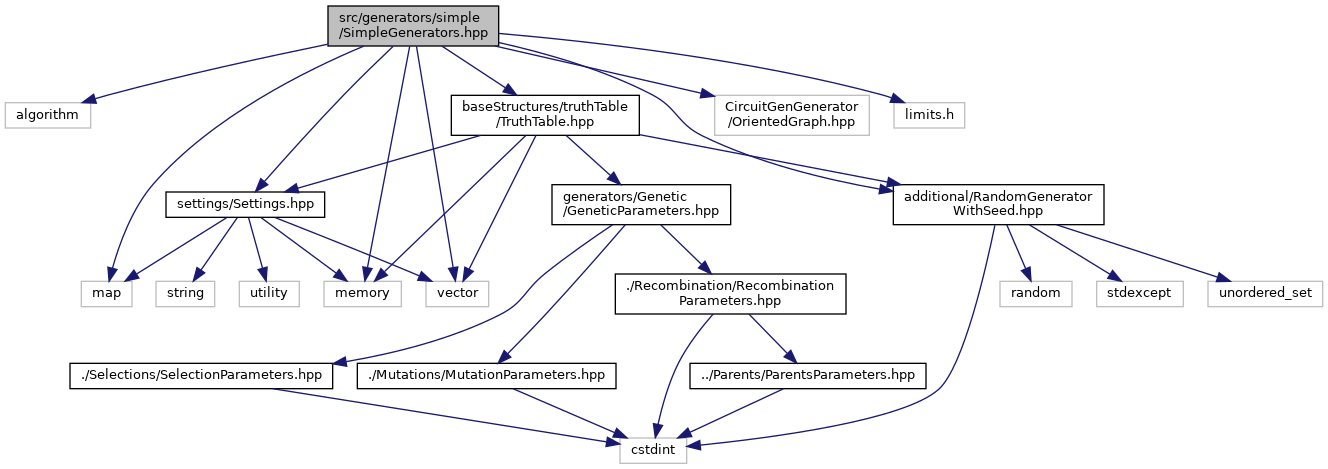 src/generators/simple
/SimpleGenerators.hpp
algorithm
baseStructures/truthTable
/TruthTable.hpp
CircuitGenGenerator
/OrientedGraph.hpp
limits.h
settings/Settings.hpp
generators/Genetic
/GeneticParameters.hpp
additional/RandomGenerator
WithSeed.hpp
map
string
utility
memory
vector
./Recombination/Recombination
Parameters.hpp
random
stdexcept
unordered_set
./Selections/SelectionParameters.hpp
./Mutations/MutationParameters.hpp
../Parents/ParentsParameters.hpp
cstdint